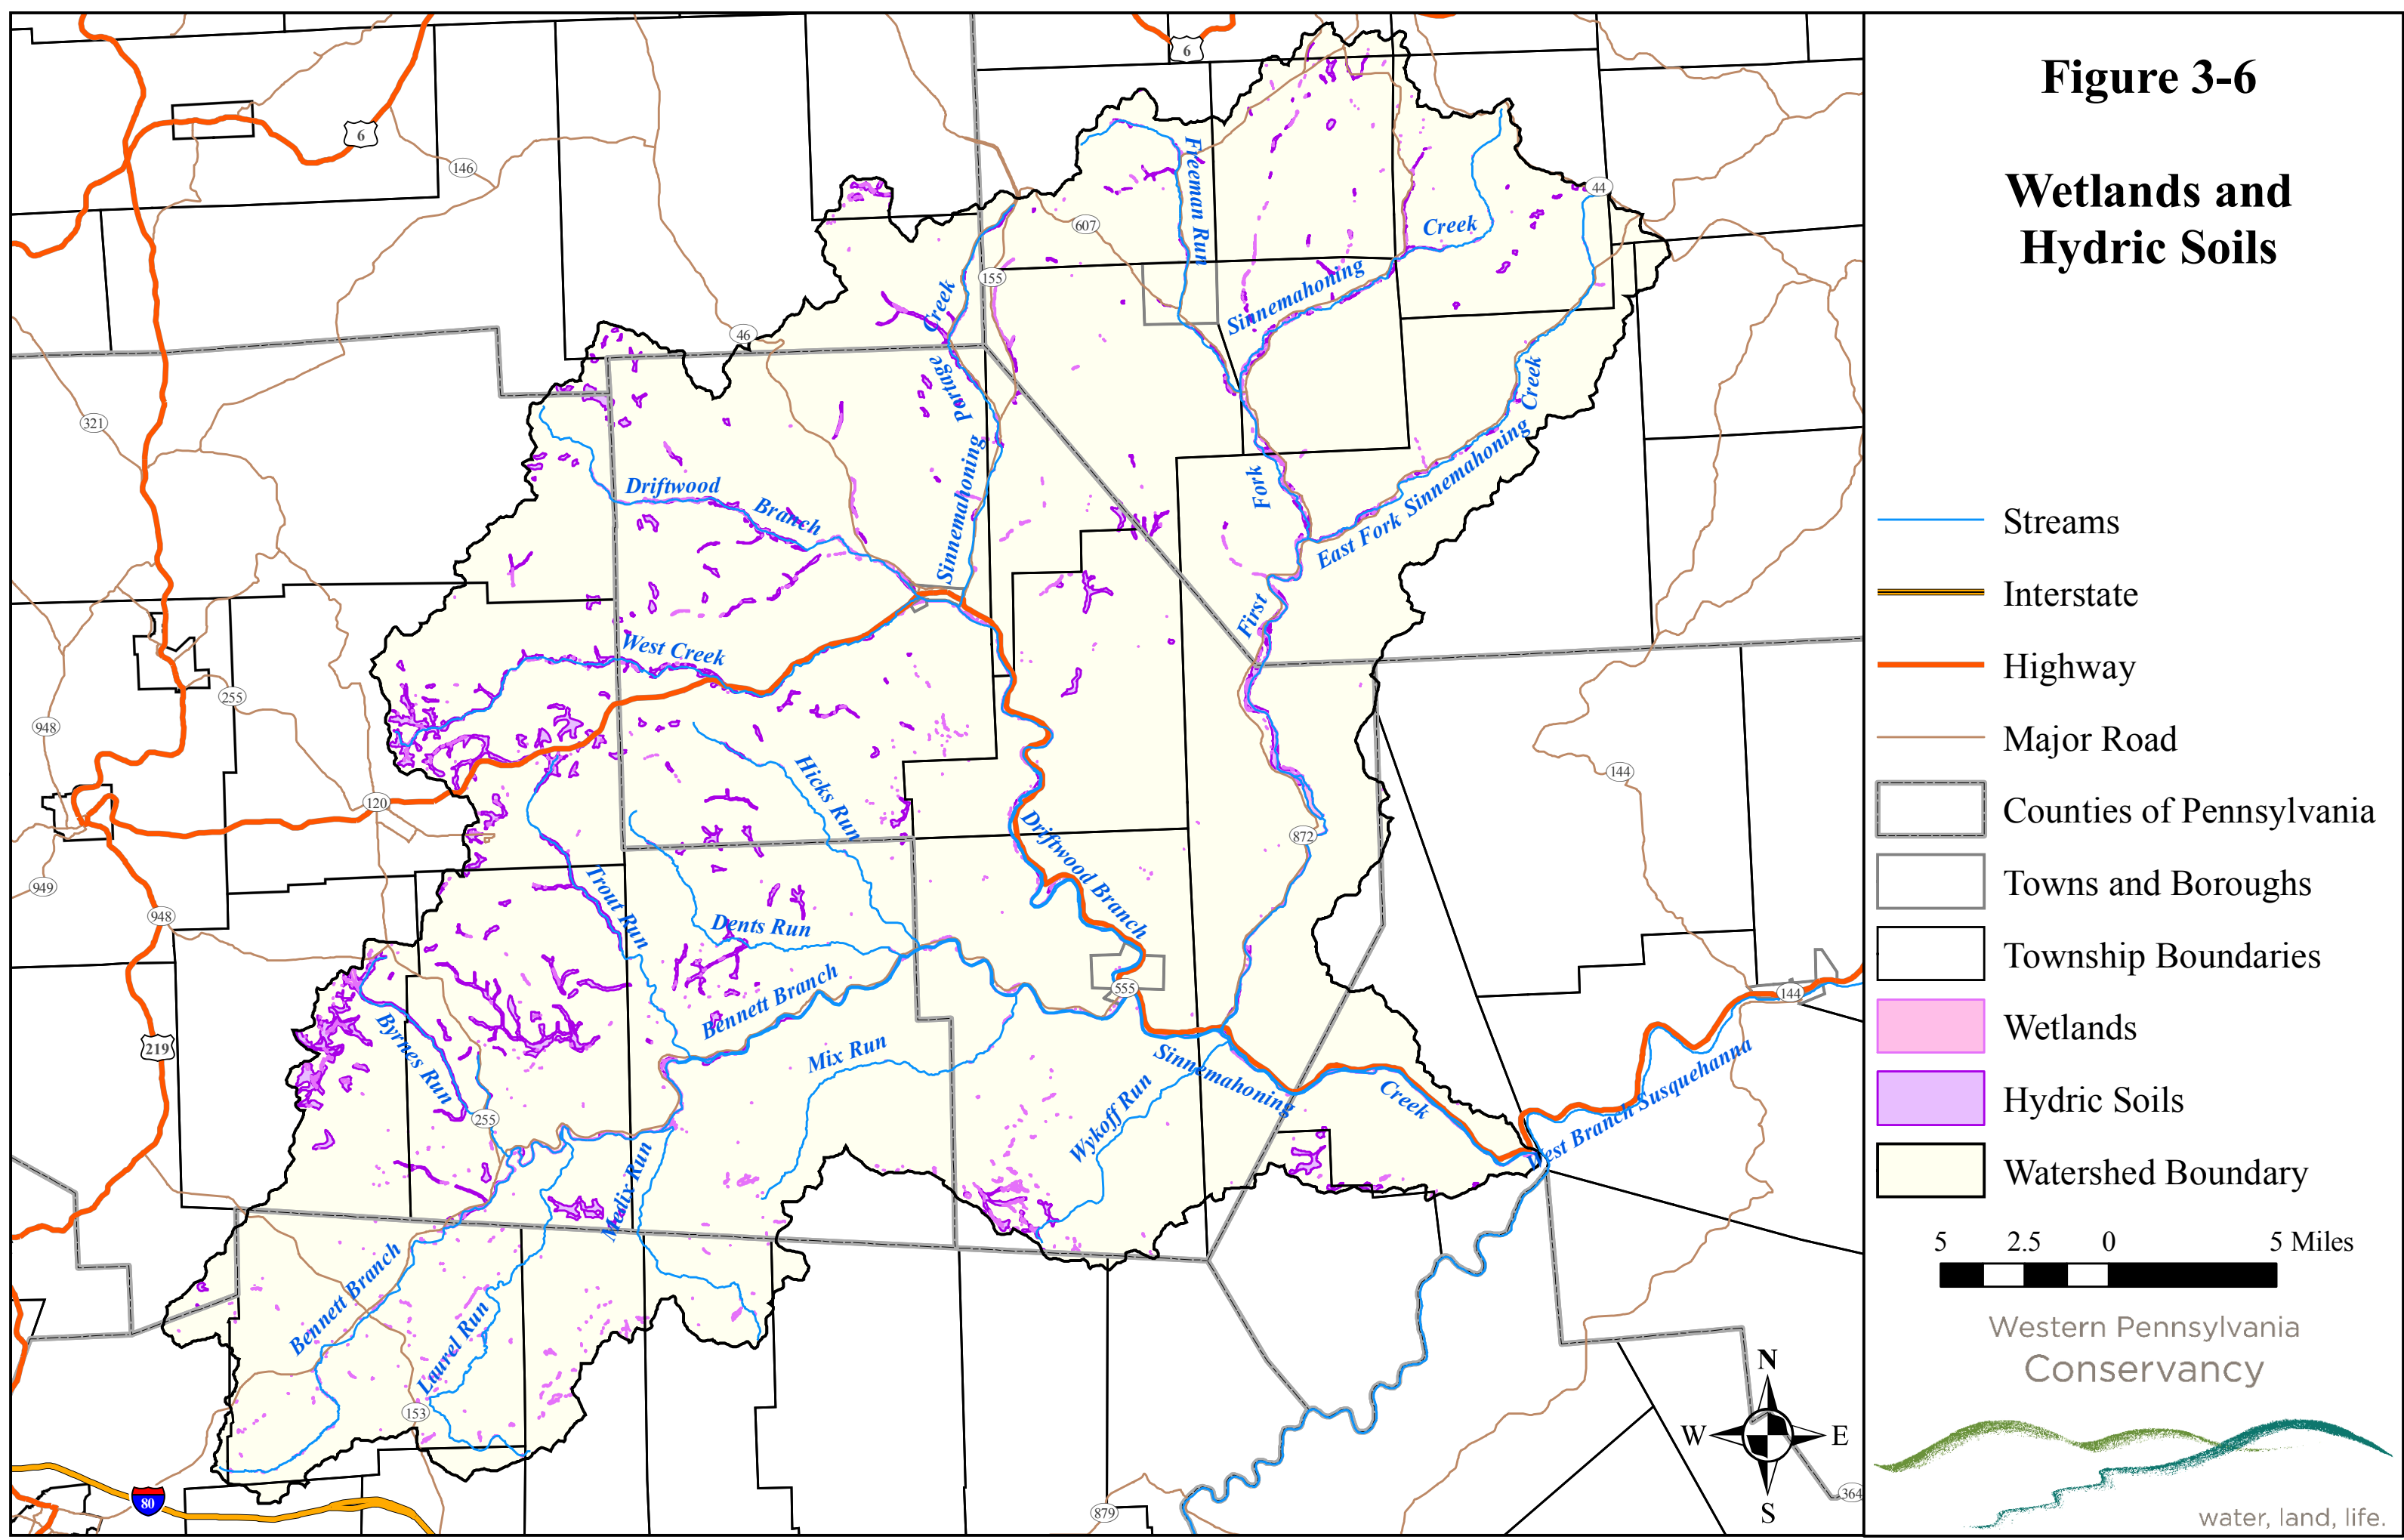 Figure 3-6
Wetlands and
Hydric Soils
Streams
Interstate
Highway
Major Road
Counties of Pennsylvania
Towns and Boroughs
Township Boundaries
Wetlands
Hydric Soils
Watershed Boundary
5 2.5 0 5 Miles
Western Pennsylvania
Conservancy
water, land, life.
N
W E
S
6
6
146
44
607
155
46
321
255
948
120
949
948
219
144
872
555
144
255
153
80
879
364
Freeman Run
Creek
Sinnemahoning
Creek
Portage
Sinnemahoning
Driftwood
Branch
Fork
First
East Fork Sinnemahoning
Creek
West Creek
Hicks Run
Driftwood Branch
Trout Run
Dents Run
Bennett Branch
Byrnes Run
Mix Run
Sinnemahoning
Creek
Wykoff Run
West Branch Susquehanna
Medix Run
Bennett Branch
Laurel Run